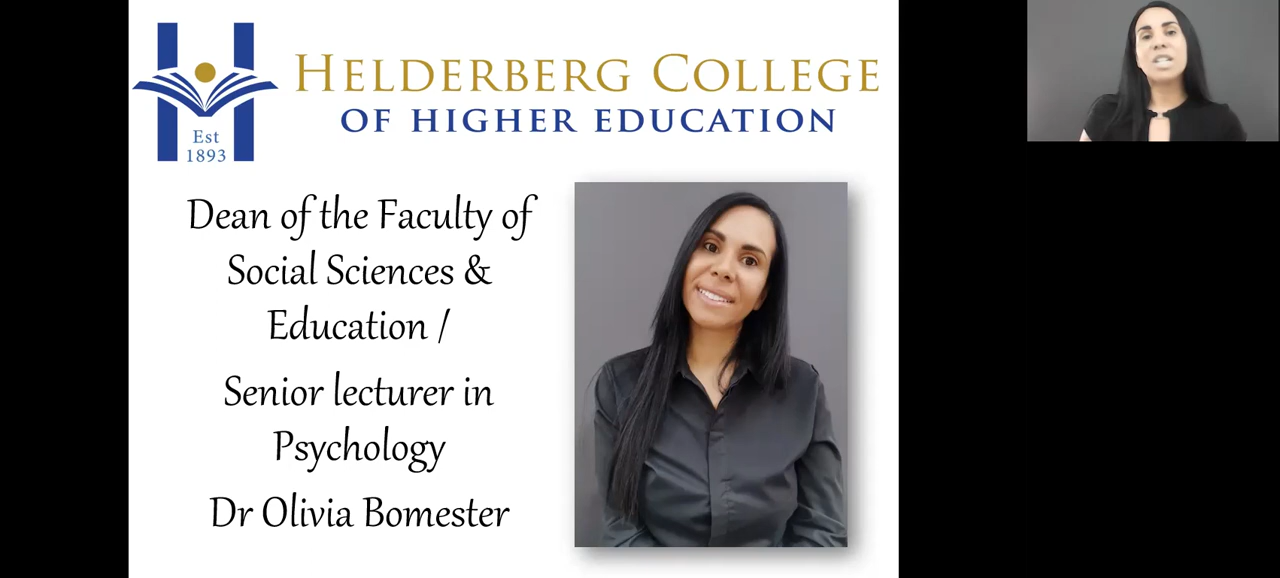 HELDERBERG COLLEGE
OF HIGHER EDUCATION
Est
1893
Dean of the Faculty of
Social Sciences &
Education /
Senior lecturer in
Psychology
Dr Olivia Bomester